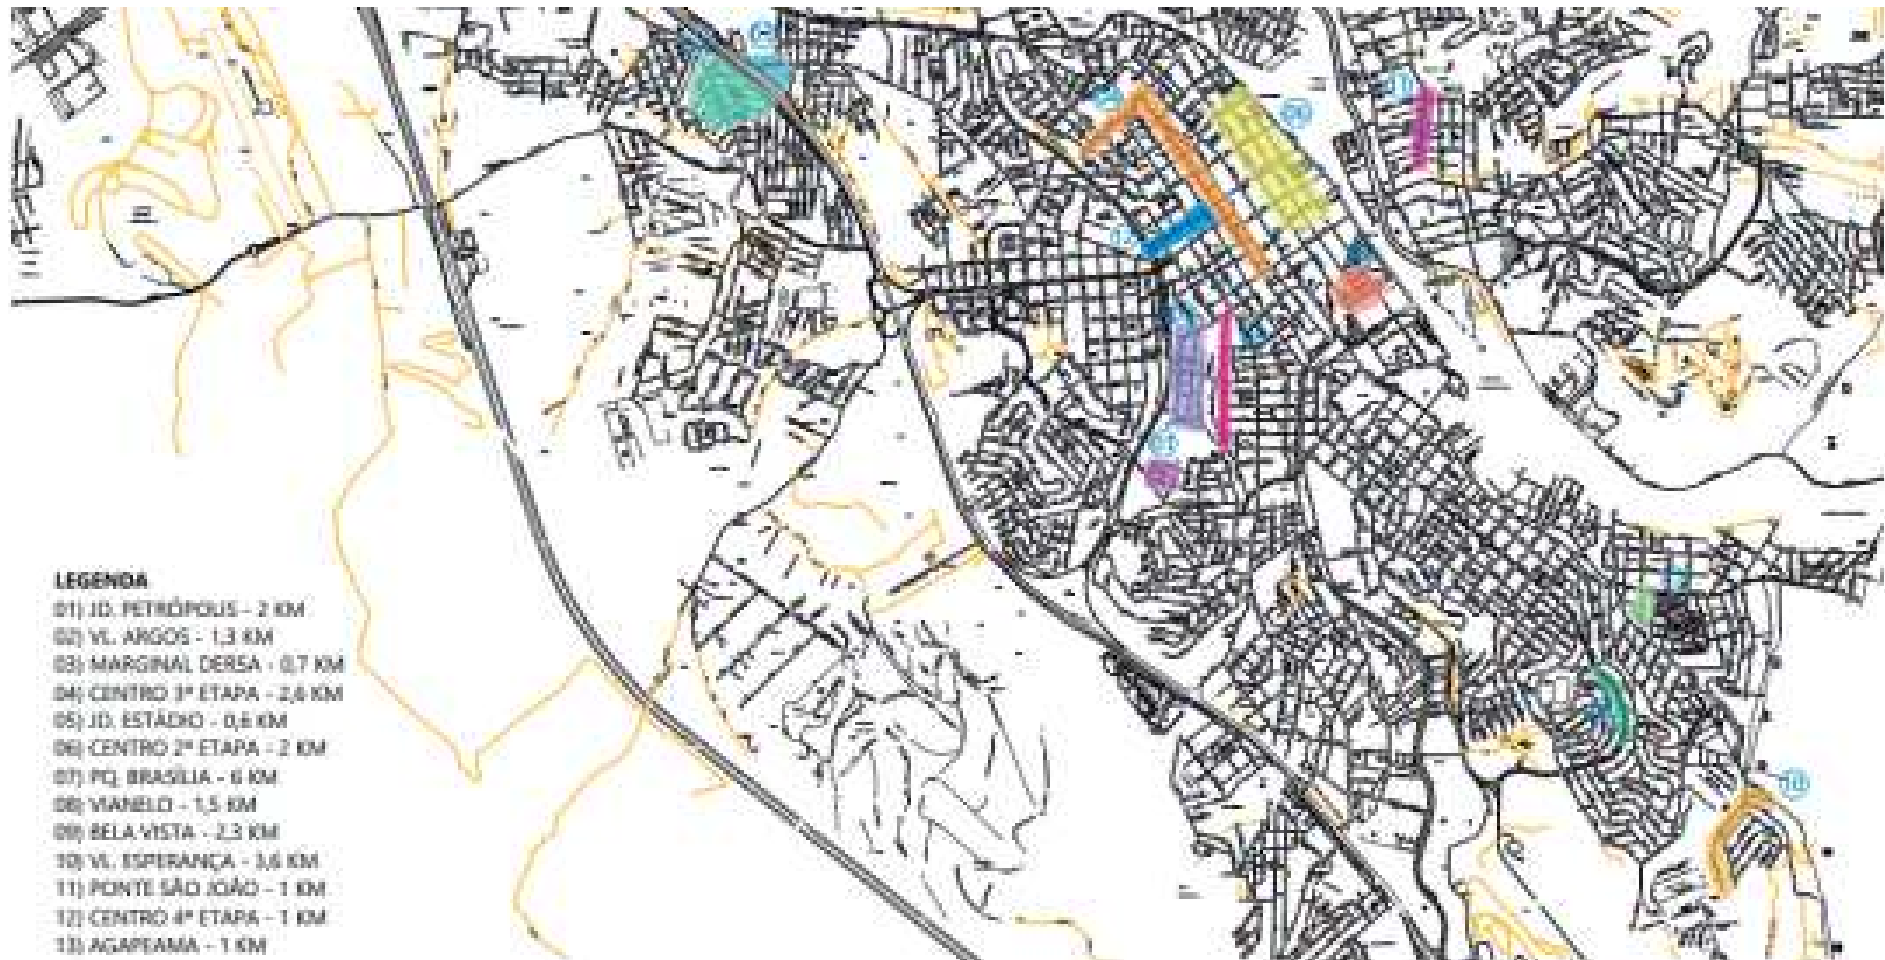 LEGENDA
01) JD. PETRÓPOLIS - 2 KM
02) VL. ARGOS - 1,3 KM
03) MARGINAL DERSA - 0,7 KM
04) CENTRO 3ª ETAPA - 2,6 KM
05) JD. ESTÁDIO - 0,6 KM
06) CENTRO 2ª ETAPA - 2 KM
07) PQ. BRASÍLIA - 6 KM
08) VIANELO - 1,5 KM
09) BELA VISTA - 2,3 KM
10) VL. ESPERANÇA - 3,6 KM
11) PONTE SÃO JOÃO - 1 KM
12) CENTRO 4ª ETAPA - 1 KM
13) AGAPEAMA - 1 KM
10